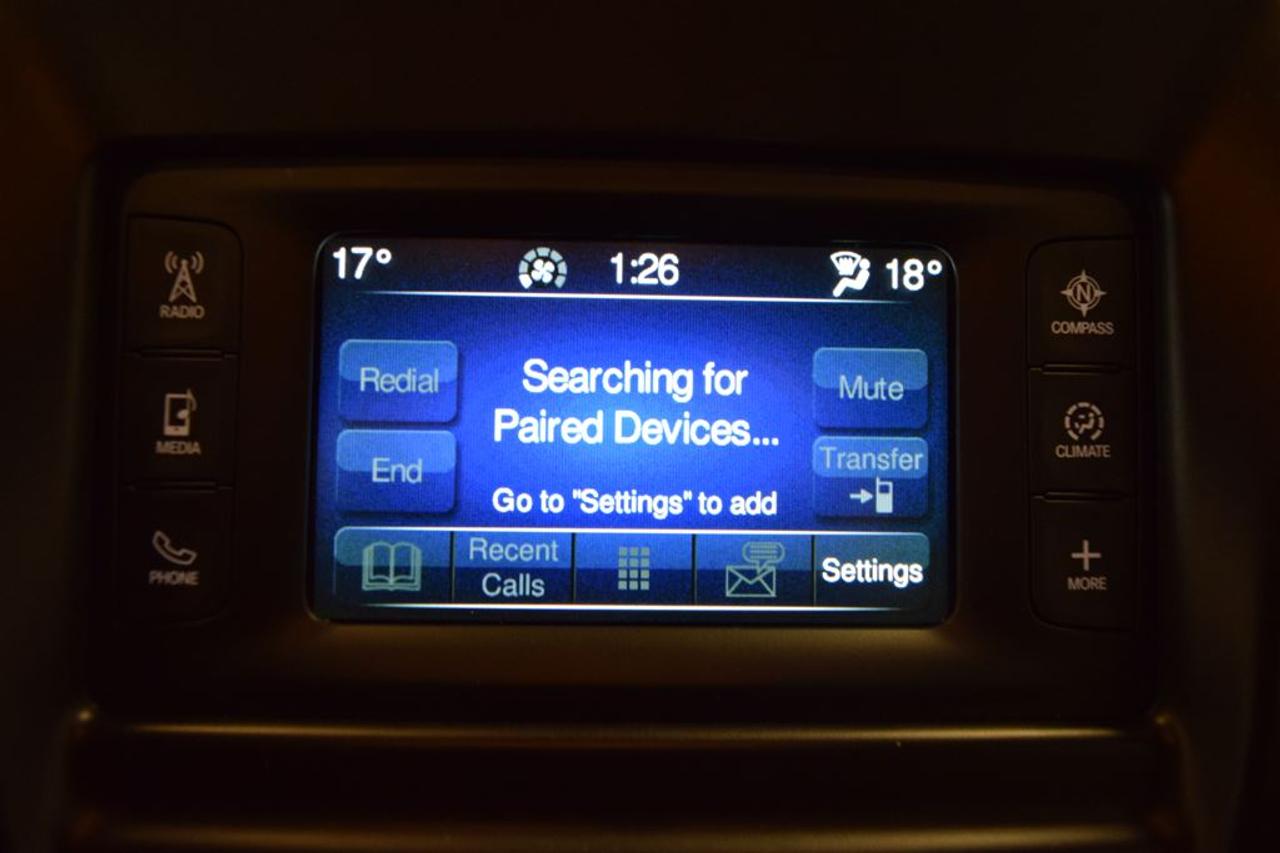 17° 1:26 18°
RADIO
MEDIA
PHONE
Redial
End
Searching for
Paired Devices...
Go to "Settings" to add
Mute
Transfer
Recent
Calls
Settings
N
COMPASS
CLIMATE
MORE